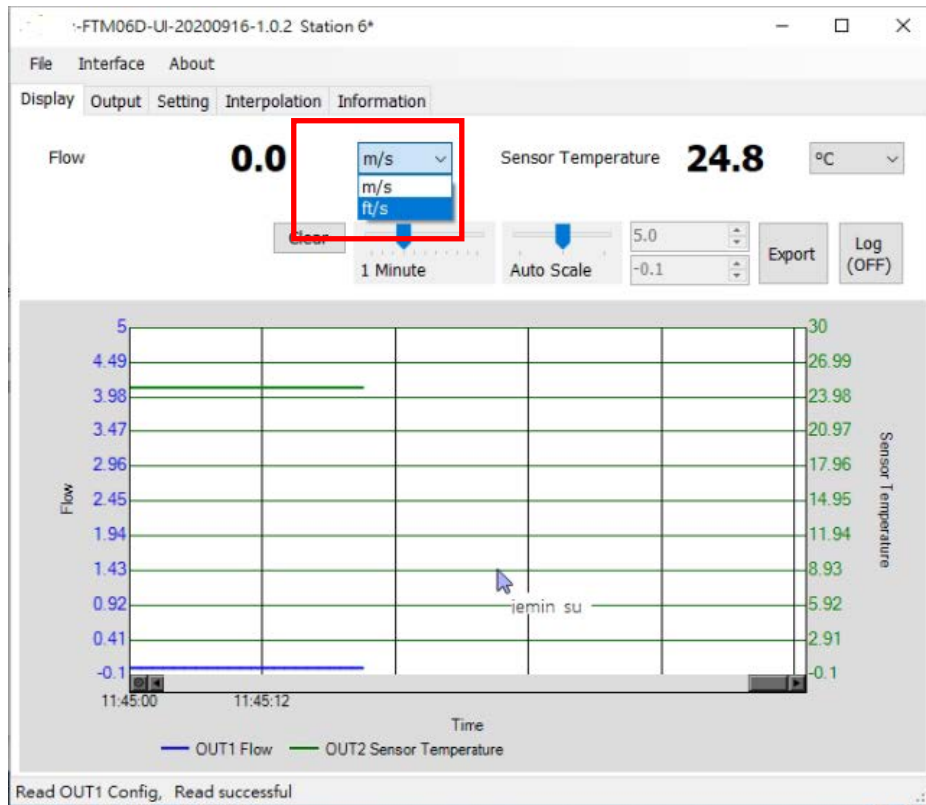 -FTM06D-UI-20200916-1.0.2 Station 6*
File Interface About
Display Output Setting Interpolation Information
Flow 0.0 m/s Sensor Temperature 24.8 °C
m/s
ft/s
Clear 1 Minute Auto Scale 5.0 -0.1 Export Log (OFF)
5 30
4.49 26.99
3.98 23.98
3.47 20.97
2.96 17.96
2.45 14.95
1.94 11.94
1.43 8.93
0.92 5.92
0.41 2.91
-0.1 -0.1
Flow
Sensor Temperature
iemin su
11:45:00 11:45:12
Time
OUT1 Flow OUT2 Sensor Temperature
Read OUT1 Config, Read successful